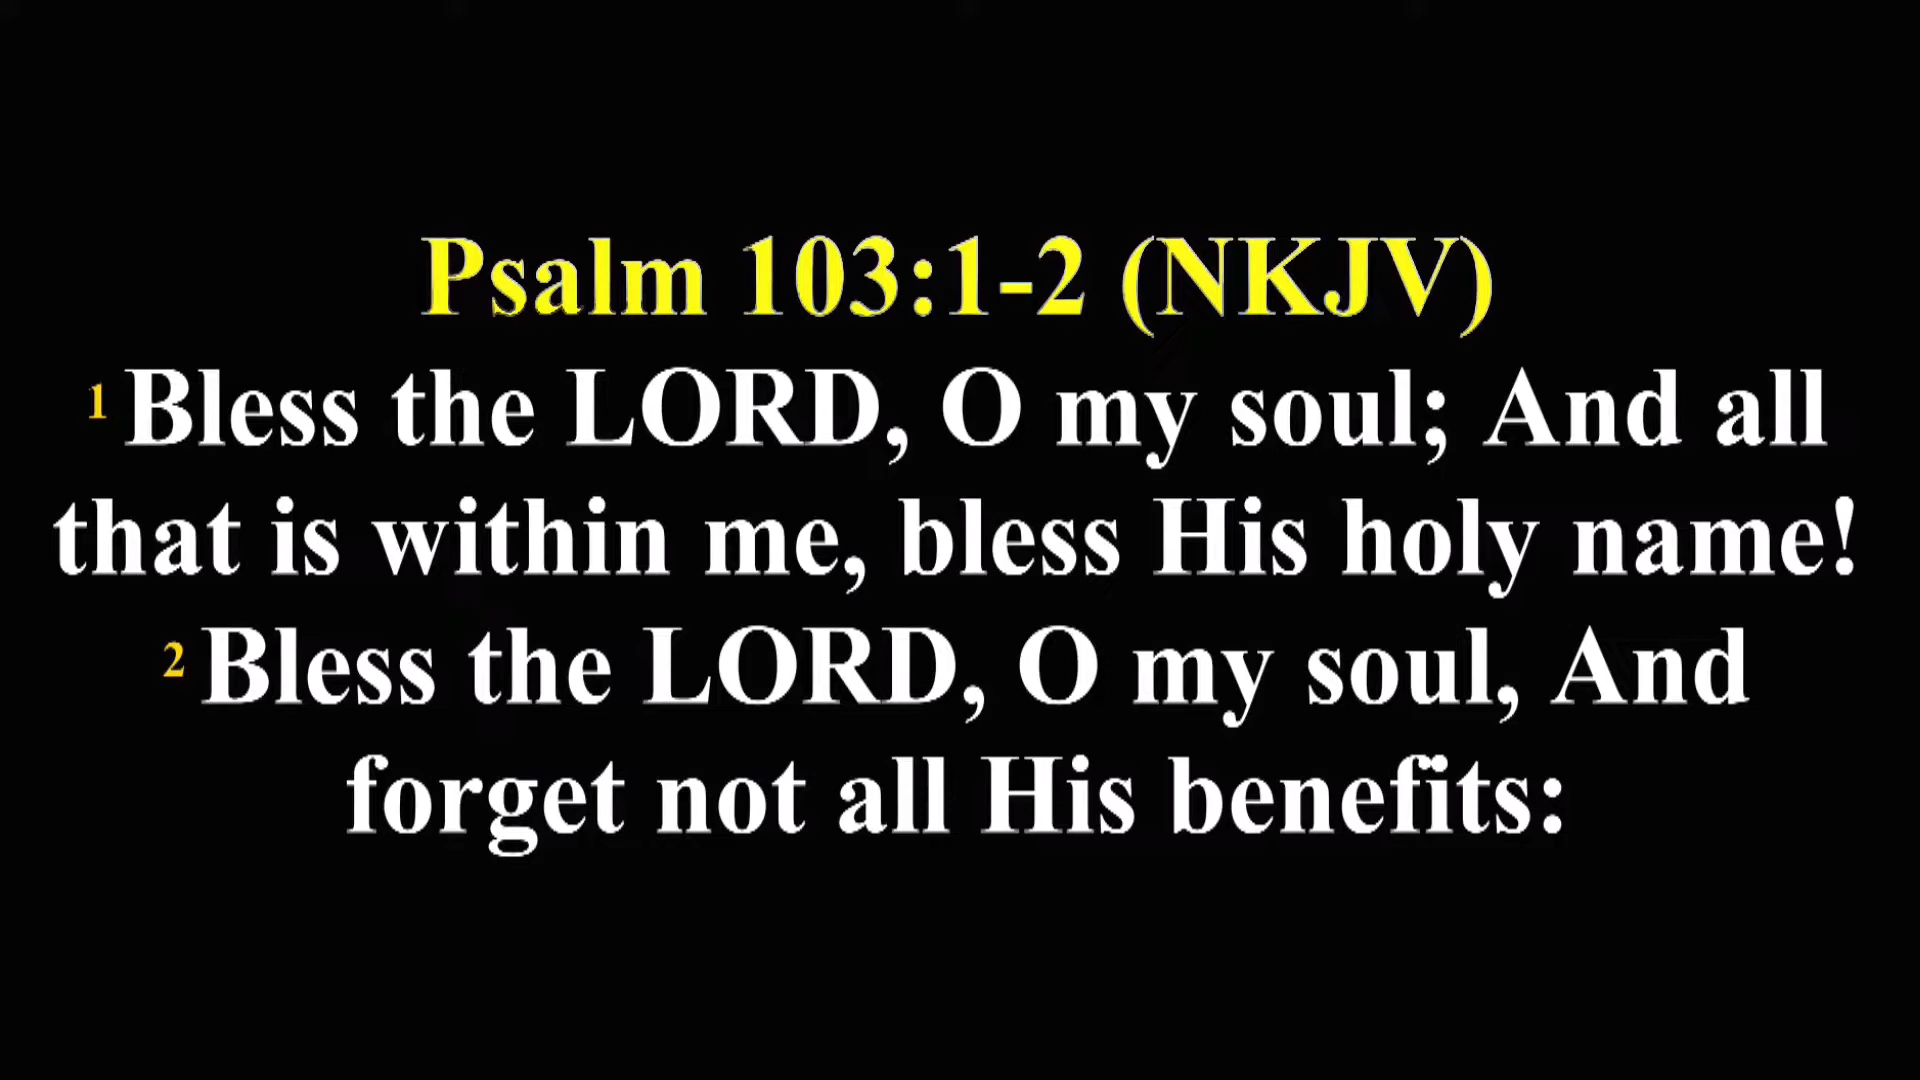 Psalm 103:1-2 (NKJV)
1 Bless the LORD, O my soul; And all
that is within me, bless His holy name!
2 Bless the LORD, O my soul, And
forget not all His benefits: